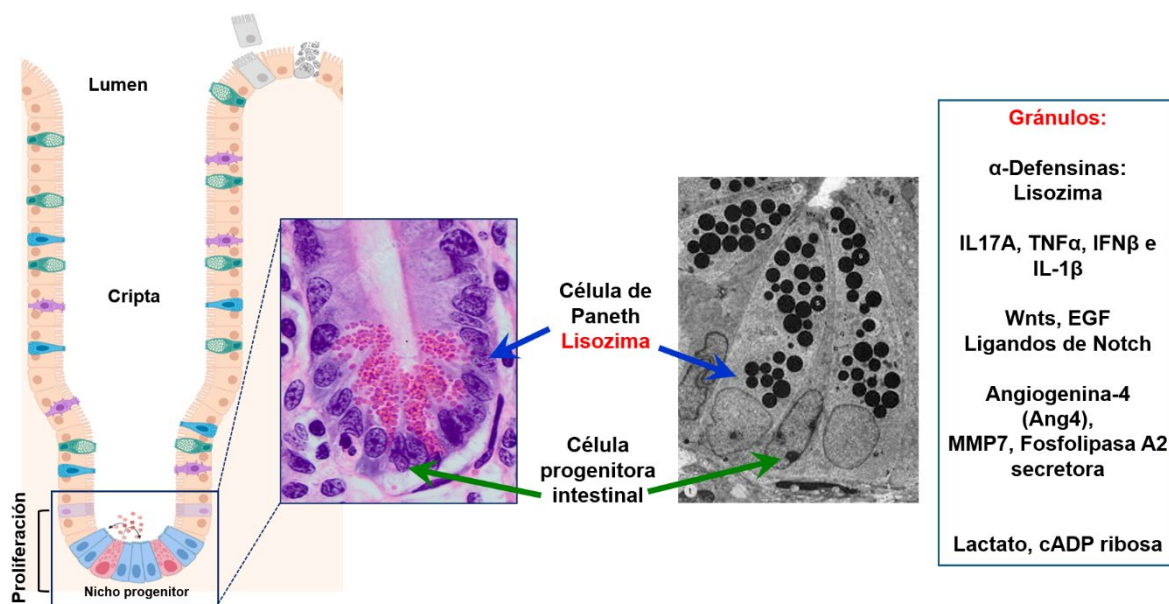 Lumen
Cripta
Proliferación
Nicho progenitor
Célula de
Paneth
Lisozima
Célula
progenitora
intestinal
Gránulos:
α-Defensinas:
Lisozima
IL17A, TNFα, IFNβ e
IL-1β
Wnts, EGF
Ligandos de Notch
Angiogenina-4
(Ang4),
MMP7, Fosfolipasa A2
secretora
Lactato, cADP ribosa